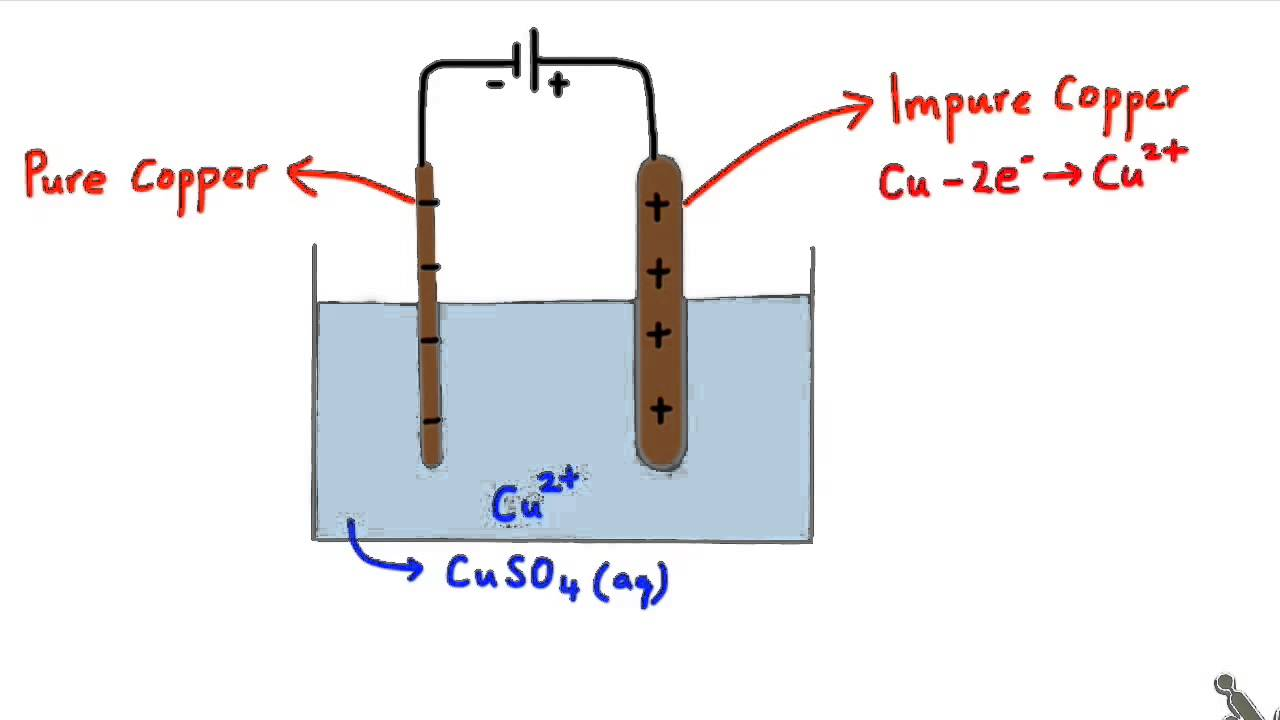 - +
Impure Copper
Cu - 2e⁻ → Cu²⁺
Pure Copper
-
-
-
-
+
+
+
+
Cu²⁺
CuSO₄ (aq)